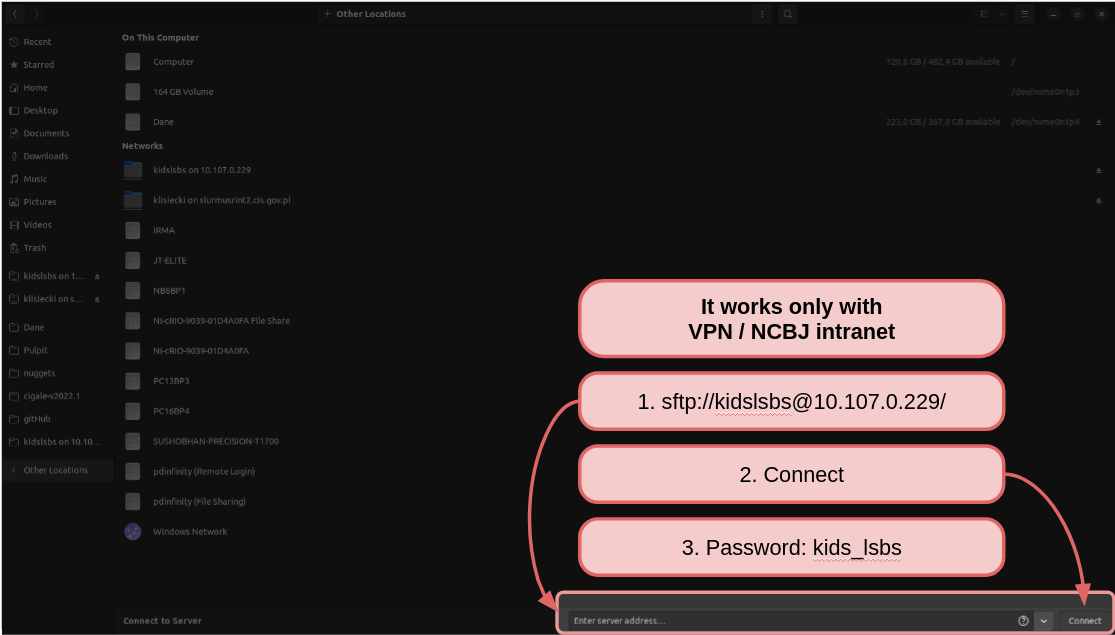 Other Locations
Recent
Starred
Home
Desktop
Documents
Downloads
Music
Pictures
Videos
Trash
kidslsbs on 1...
klisiecki on s...
Dane
Pulpit
nuggets
cigale-v2022.1
gitHub
kidslsbs on 10.10...
Other Locations
On This Computer
Computer 120,6 GB / 482,4 GB available /
164 GB Volume /dev/nvme0n1p3
Dane 223,0 GB / 367,8 GB available /dev/nvme0n1p4
Networks
kidslsbs on 10.107.0.229
klisiecki on slurmusrint2.cis.gov.pl
IRMA
JT-ELITE
NB6BP1
NI-cRIO-9039-01D4A0FA File Share
NI-cRIO-9039-01D4A0FA
PC13BP3
PC16BP4
SUSHOBHAN-PRECISION-T1700
pdinfinity (Remote Login)
pdinfinity (File Sharing)
Windows Network
It works only with
VPN / NCBJ intranet
1. sftp://kidslsbs@10.107.0.229/
2. Connect
3. Password: kids_lsbs
Connect to Server
Enter server address...
Connect